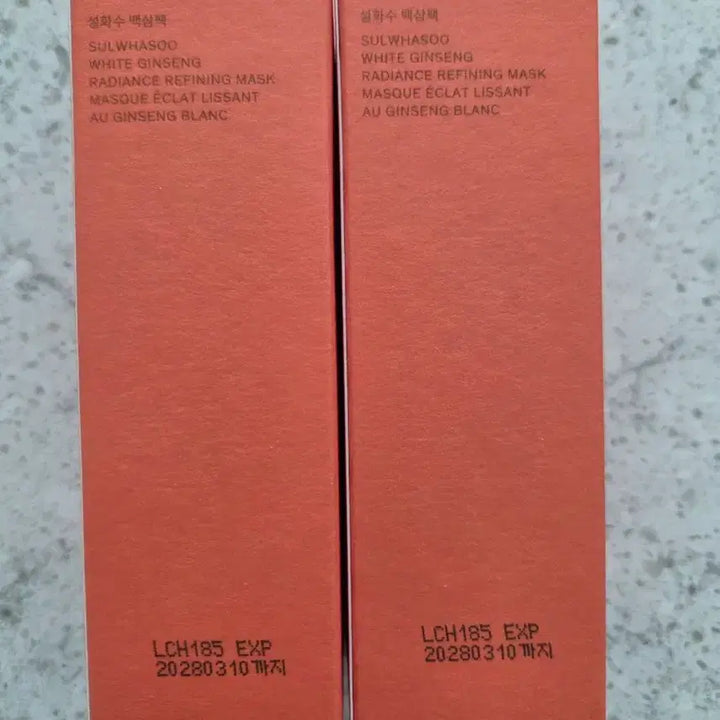 설화수 백삼팩
SULWHASOO
WHITE GINSENG
RADIANCE REFINING MASK
MASQUE ÉCLAT LISSANT
AU GINSENG BLANC
LCH185 EXP
20280310까지
설화수 백삼팩
SULWHASOO
WHITE GINSENG
RADIANCE REFINING MASK
MASQUE ÉCLAT LISSANT
AU GINSENG BLANC
LCH185 EXP
20280310까지